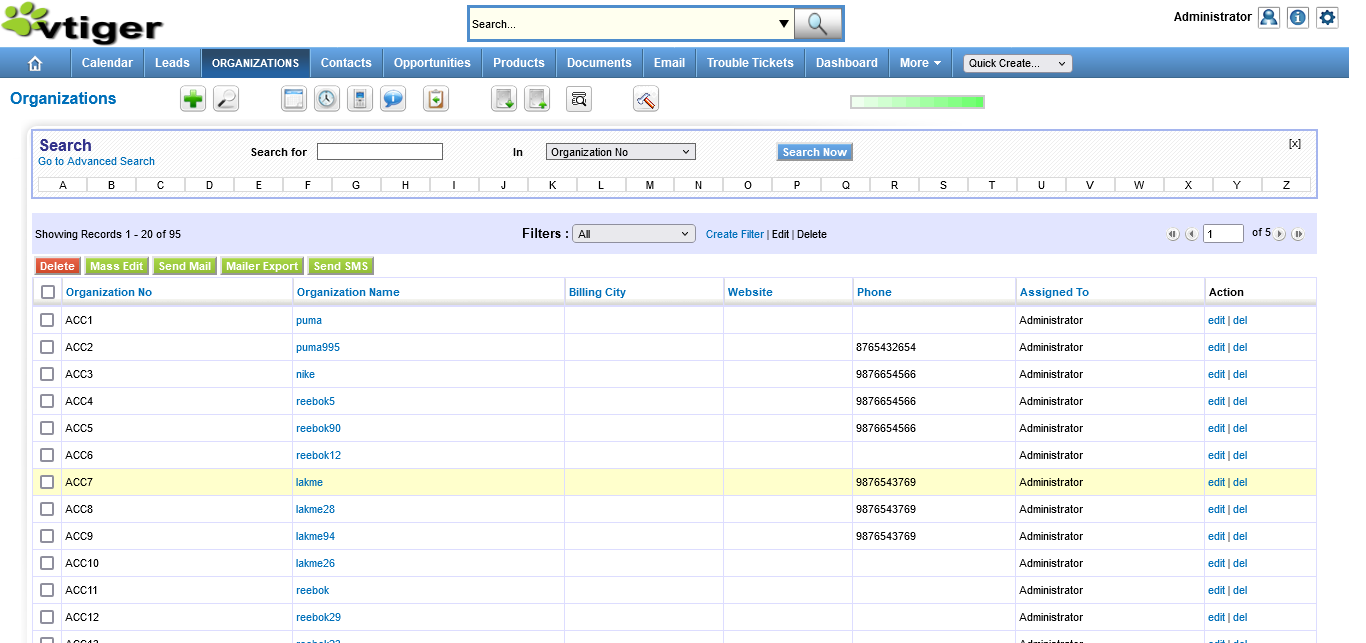 vtiger
Search...
Administrator
Calendar Leads ORGANIZATIONS Contacts Opportunities Products Documents Email Trouble Tickets Dashboard More Quick Create...
Organizations
Search
Go to Advanced Search
Search for In Organization No Search Now [X]
A B C D E F G H I J K L M N O P Q R S T U V W X Y Z
Showing Records 1 - 20 of 95 Filters : All Create Filter | Edit | Delete 1 of 5
Delete Mass Edit Send Mail Mailer Export Send SMS
Organization No Organization Name Billing City Website Phone Assigned To Action
ACC1 puma Administrator edit | del
ACC2 puma995 8765432654 Administrator edit | del
ACC3 nike 9876654566 Administrator edit | del
ACC4 reebok5 9876654566 Administrator edit | del
ACC5 reebok90 9876654566 Administrator edit | del
ACC6 reebok12 Administrator edit | del
ACC7 lakme 9876543769 Administrator edit | del
ACC8 lakme28 9876543769 Administrator edit | del
ACC9 lakme94 9876543769 Administrator edit | del
ACC10 lakme26 Administrator edit | del
ACC11 reebok Administrator edit | del
ACC12 reebok29 Administrator edit | del